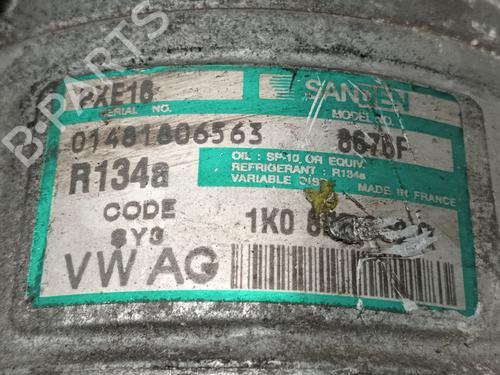 B-PARTS
PXE16
SANDEN
SERIAL NO.
MODEL NO.
01481806563
8676F
R134a
OIL : SP-10, OR EQUIV.
REFRIGERANT : R134a
VARIABLE DISP.
MADE IN FRANCE
CODE
1K0
VW AG